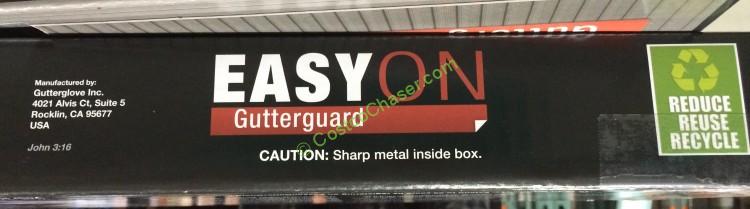 Manufactured by:
Gutterglove Inc.
4021 Alvis Ct, Suite 5
Rocklin, CA 95677
USA
John 3:16
EASYON
Gutterguard
CAUTION: Sharp metal inside box.
© CostcoChaser.com
REDUCE
REUSE
RECYCLE